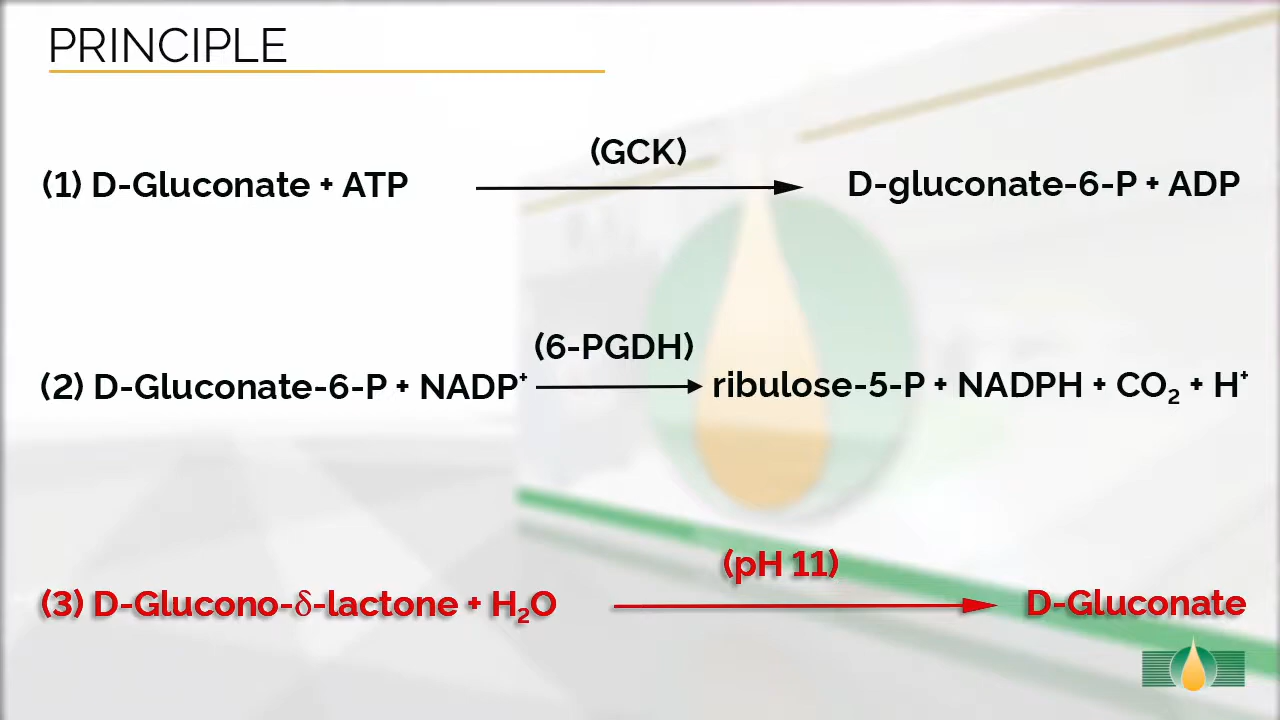 PRINCIPLE
(GCK)
(1) D-Gluconate + ATP D-gluconate-6-P + ADP
(6-PGDH)
(2) D-Gluconate-6-P + NADP⁺ ribulose-5-P + NADPH + CO₂ + H⁺
(pH 11)
(3) D-Glucono-δ-lactone + H₂O D-Gluconate